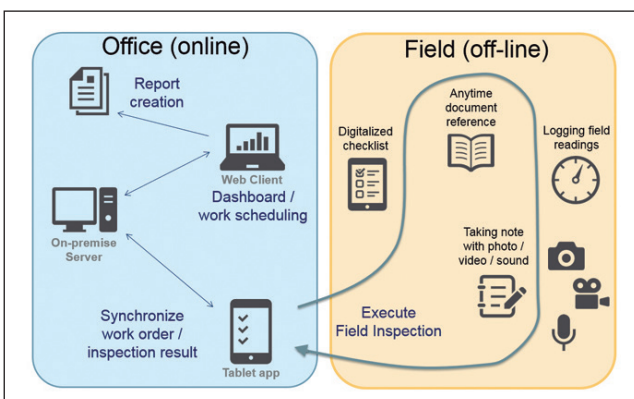 Office (online)
Report
creation
Web Client
Dashboard /
work scheduling
On-premise
Server
Synchronize
work order /
inspection result
Tablet app
Field (off-line)
Anytime
document
reference
Digitalized
checklist
Logging field
readings
Taking note
with photo /
video / sound
Execute
Field Inspection